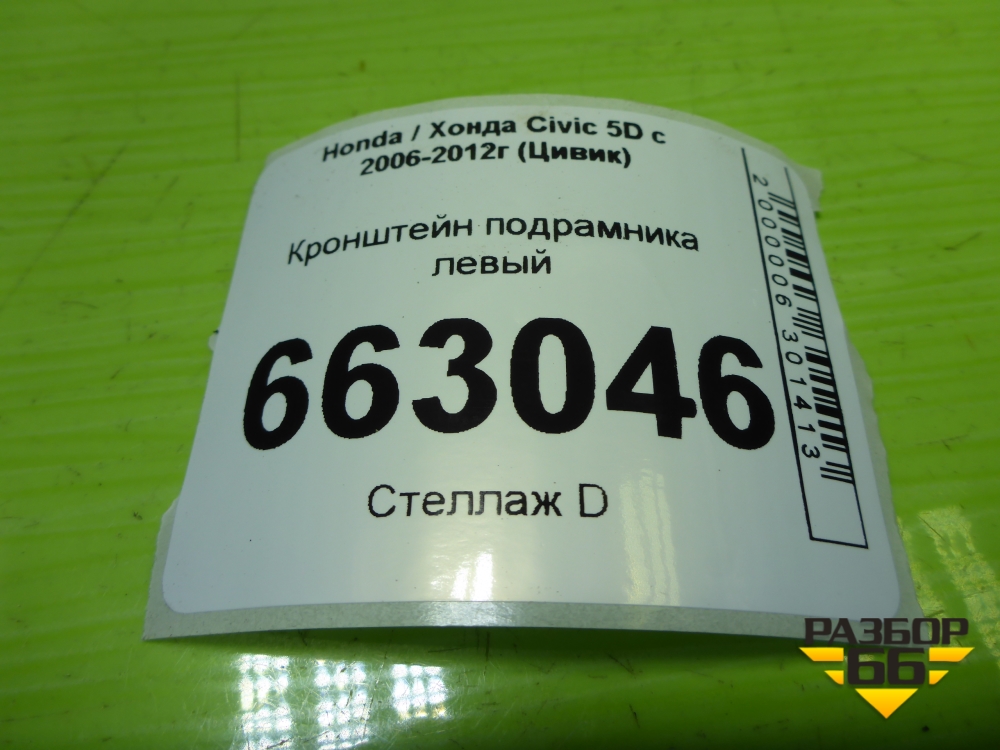 Honda / Хонда Civic 5D с
2006-2012г (Цивик)
Кронштейн подрамника
левый
663046
Стеллаж D
2000006301413
РАЗБОР
66